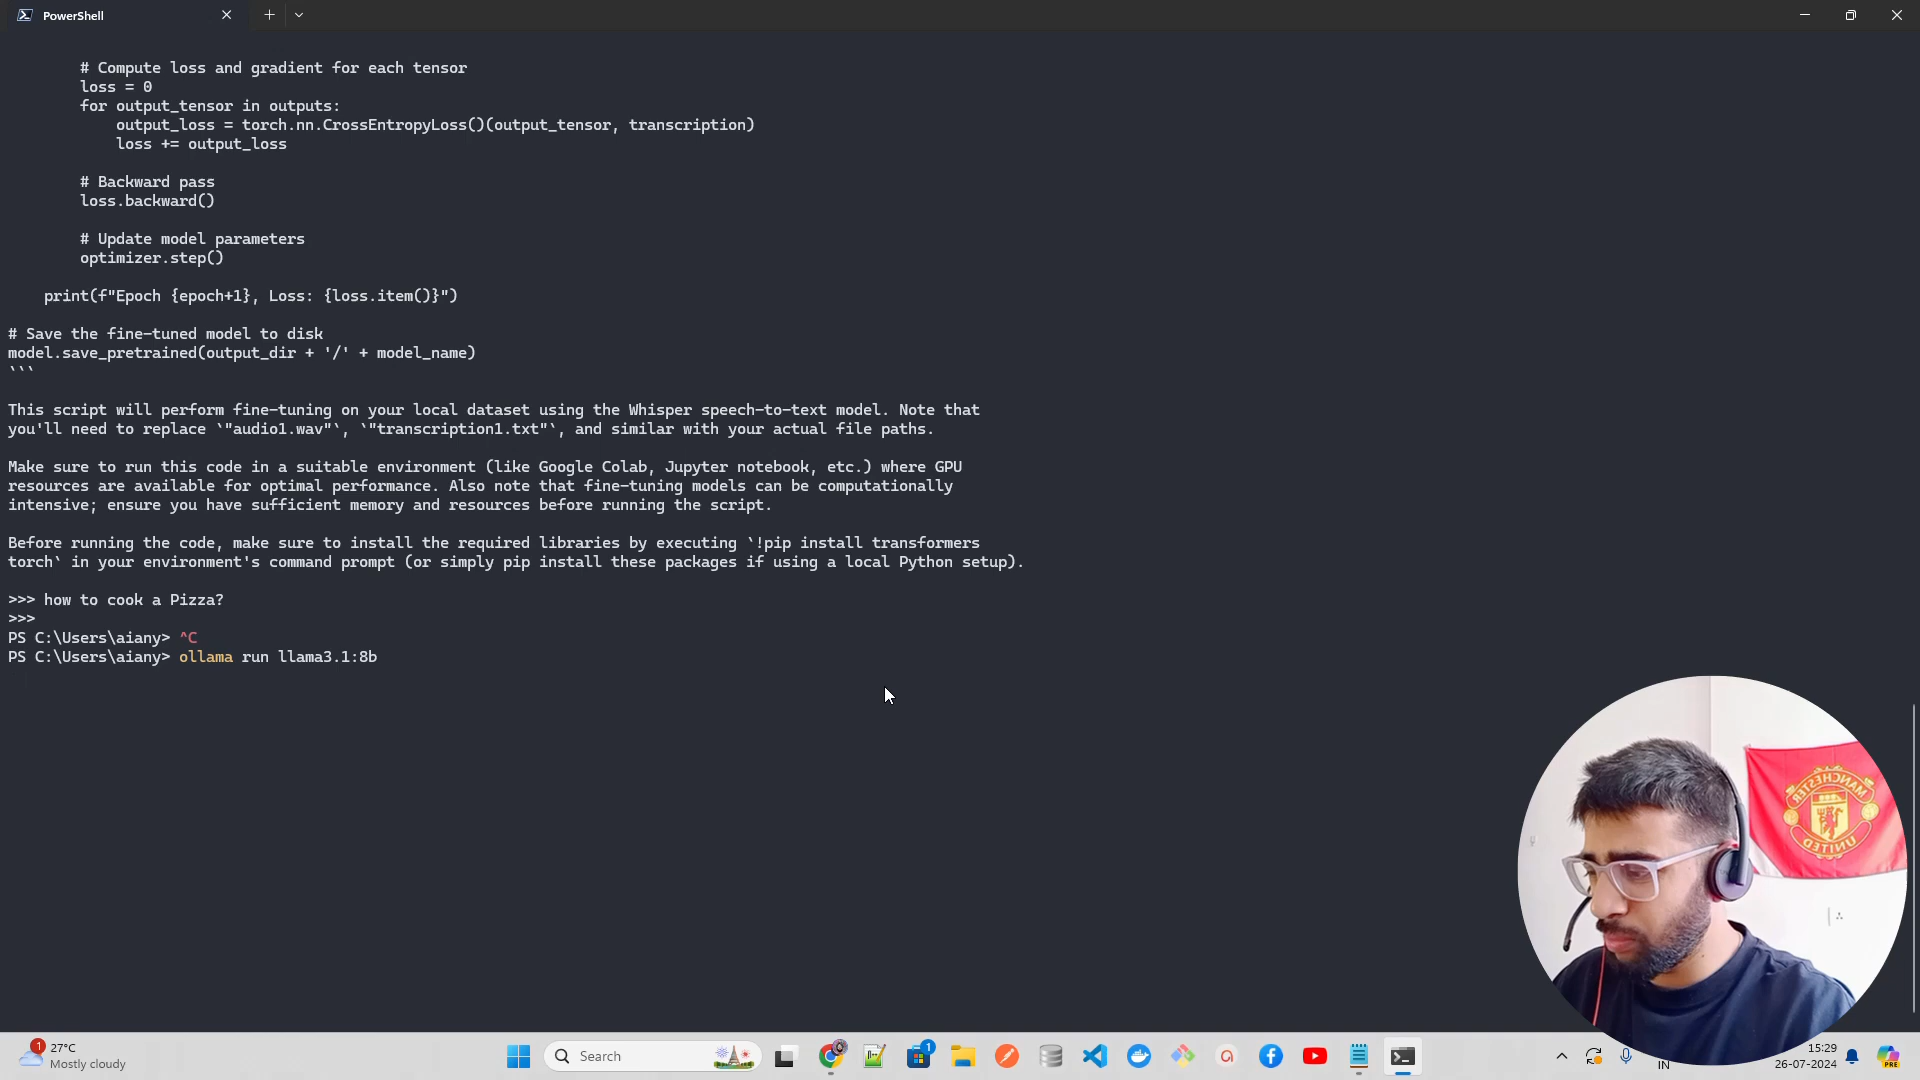 PowerShell
# Compute loss and gradient for each tensor
loss = 0
for output_tensor in outputs:
output_loss = torch.nn.CrossEntropyLoss()(output_tensor, transcription)
loss += output_loss
# Backward pass
loss.backward()
# Update model parameters
optimizer.step()
print(f"Epoch {epoch+1}, Loss: {loss.item()}")
# Save the fine-tuned model to disk
model.save_pretrained(output_dir + '/' + model_name)
```
This script will perform fine-tuning on your local dataset using the Whisper speech-to-text model. Note that
you'll need to replace `"audio1.wav"`, `"transcription1.txt"`, and similar with your actual file paths.
Make sure to run this code in a suitable environment (like Google Colab, Jupyter notebook, etc.) where GPU
resources are available for optimal performance. Also note that fine-tuning models can be computationally
intensive; ensure you have sufficient memory and resources before running the script.
Before running the code, make sure to install the required libraries by executing `!pip install transformers
torch` in your environment's command prompt (or simply pip install these packages if using a local Python setup).
>>> how to cook a Pizza?
>>>
PS C:\Users\aiany> ^C
PS C:\Users\aiany> ollama run llama3.1:8b
MANCHESTER
UNITED
1
27°C
Mostly cloudy
Search
1
IN
15:29
26-07-2024
PRE